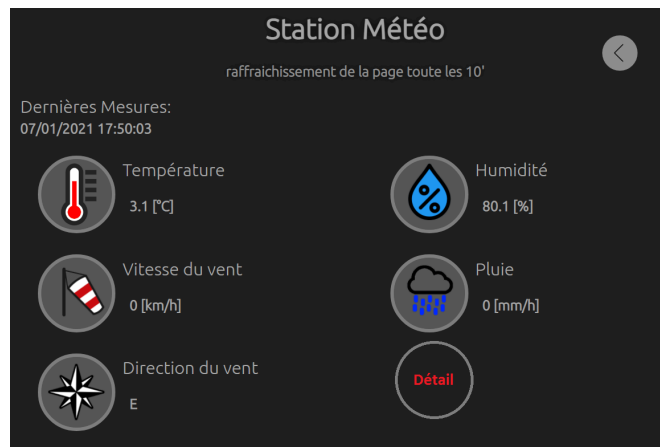 Station Météo
raffraichissement de la page toute les 10'
Dernières Mesures:
07/01/2021 17:50:03
Température
3.1 [°C]
Humidité
80.1 [%]
Vitesse du vent
0 [km/h]
Pluie
0 [mm/h]
Direction du vent
E
Détail